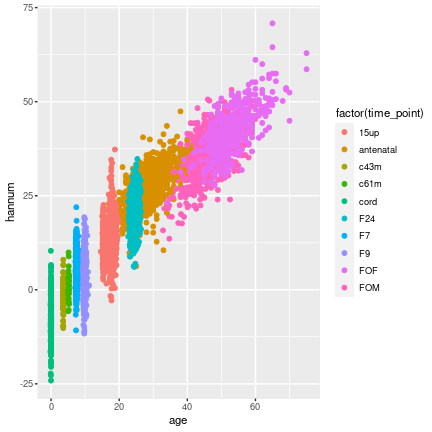 75
50
25
0
-25
hannum
0
20
40
60
age
factor(time_point)
15up
antenatal
c43m
c61m
cord
F24
F7
F9
FOF
FOM